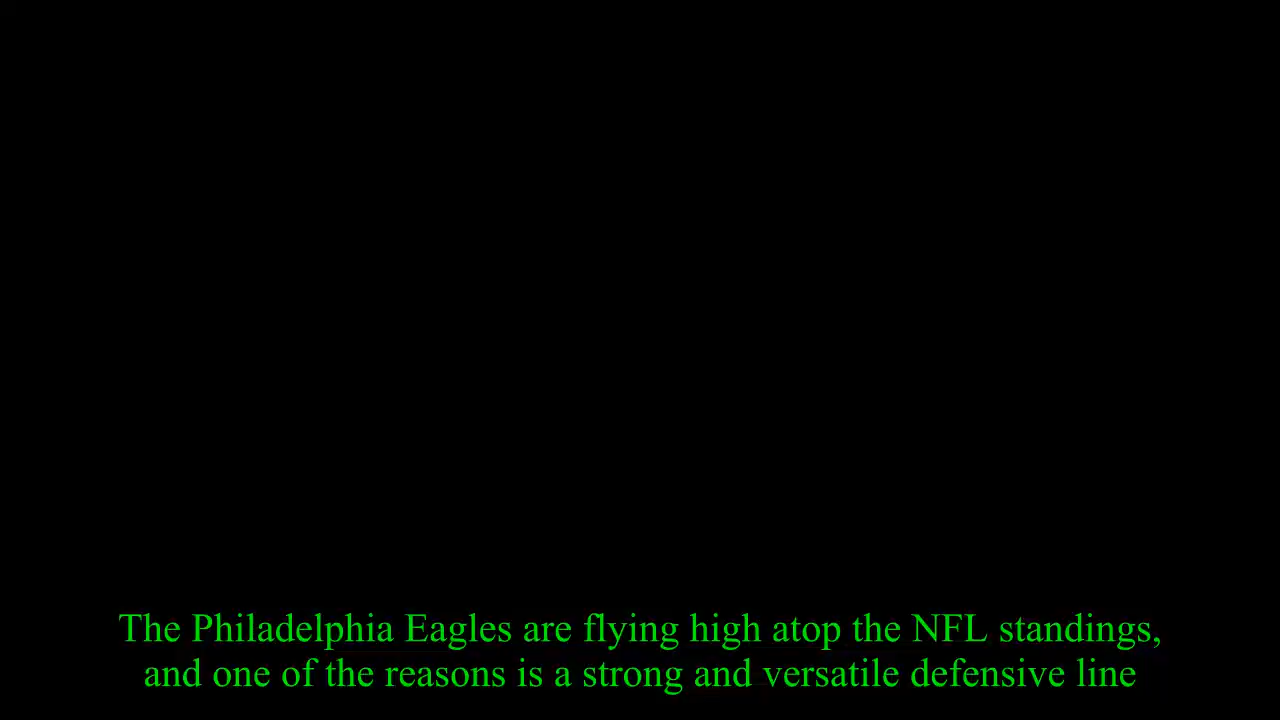 The Philadelphia Eagles are flying high atop the NFL standings,
and one of the reasons is a strong and versatile defensive line